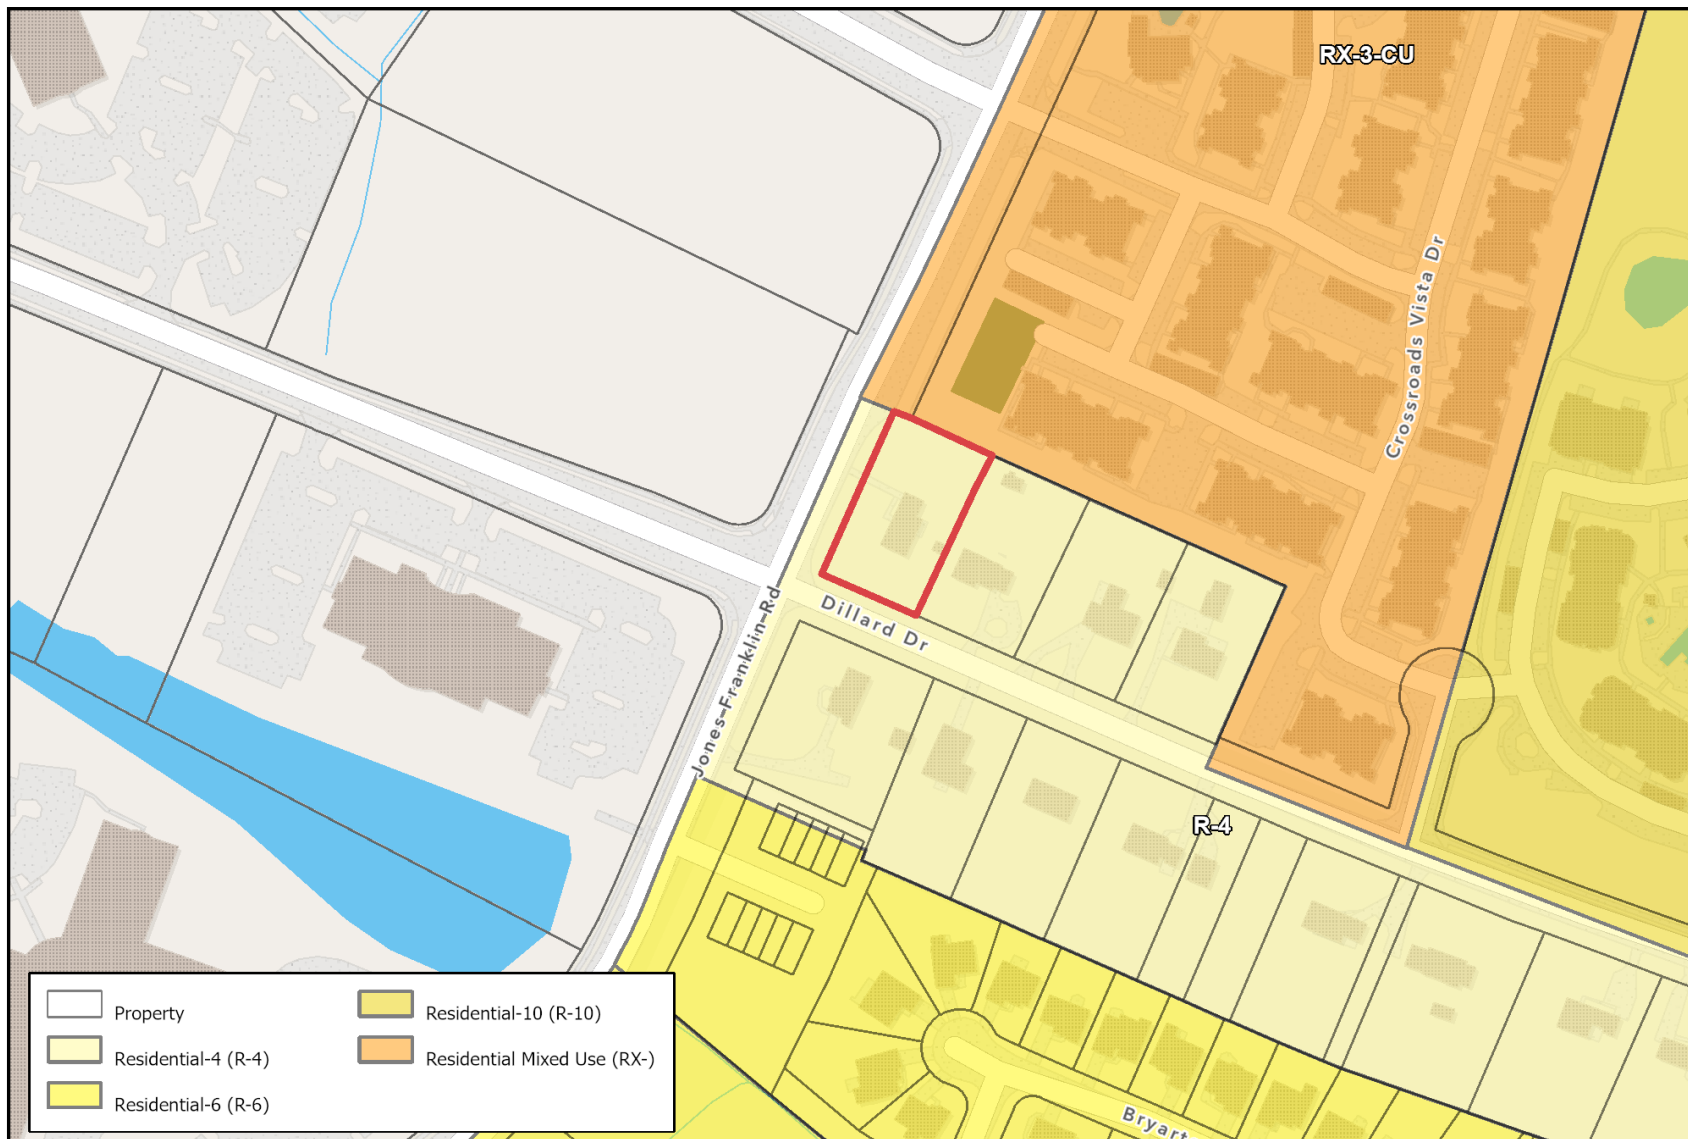 RX-3-CU
Crossroads Vista Dr
Dillard Dr
Jones-Franklin-Rd
R-4
Bryart
Property
Residential-4 (R-4)
Residential-6 (R-6)
Residential-10 (R-10)
Residential Mixed Use (RX-)